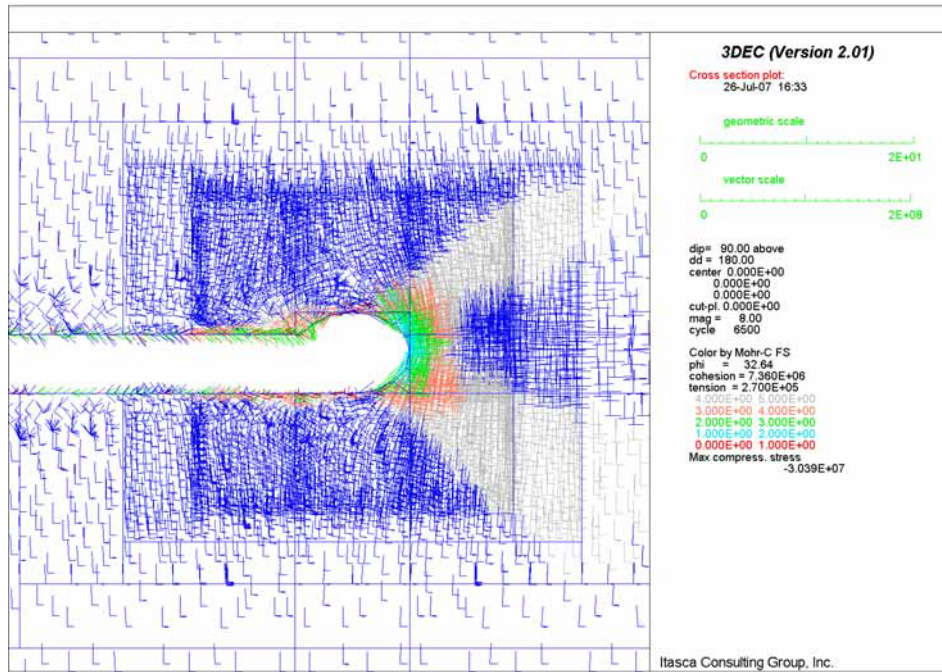 3DEC (Version 2.01)
Cross section plot:
26-Jul-07 16:33
geometric scale
0 2E+01
vector scale
0 2E+08
dip= 90.00 above
dd = 180.00
center 0.000E+00
0.000E+00
0.000E+00
cut-pl. 0.000E+00
mag = 8.00
cycle 6500
Color by Mohr-C FS
phi = 32.64
cohesion = 7.360E+06
tension = 2.700E+05
4.000E+00 5.000E+00
3.000E+00 4.000E+00
2.000E+00 3.000E+00
1.000E+00 2.000E+00
0.000E+00 1.000E+00
Max compress. stress
-3.039E+07
Itasca Consulting Group, Inc.